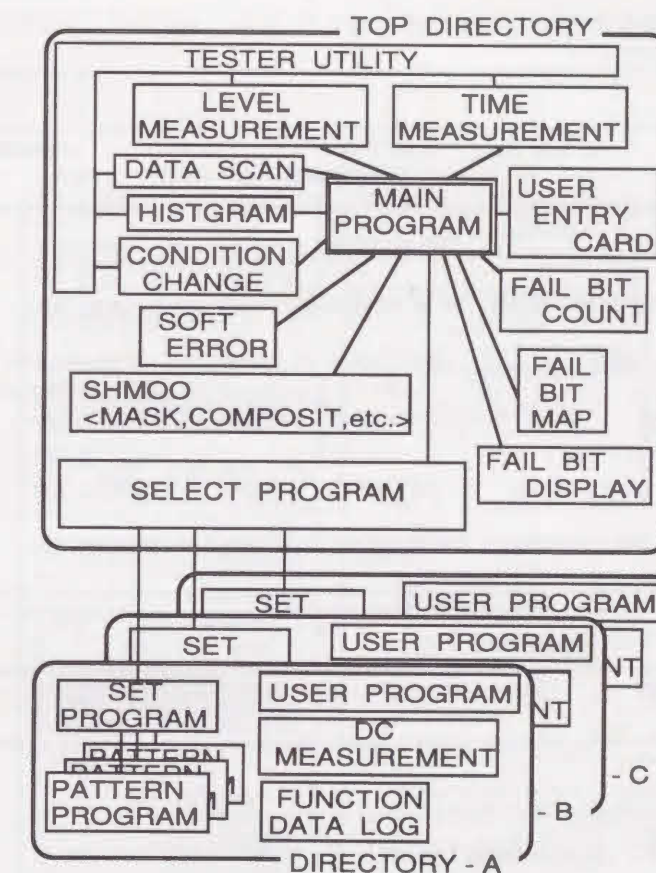 TOP DIRECTORY
TESTER UTILITY
LEVEL
MEASUREMENT
TIME
MEASUREMENT
DATA SCAN
HISTGRAM
CONDITION
CHANGE
MAIN
PROGRAM
USER
ENTRY
CARD
FAIL BIT
COUNT
SOFT
ERROR
FAIL
BIT
MAP
SHMOO
<MASK,COMPOSIT,etc.>
FAIL BIT
DISPLAY
SELECT PROGRAM
SET
USER PROGRAM
NT
- C
SET
USER PROGRAM
NT
- B
SET
PROGRAM
USER PROGRAM
DC
MEASUREMENT
PATTERN
PATTERN
M
M
PATTERN
PROGRAM
FUNCTION
DATA LOG
DIRECTORY - A